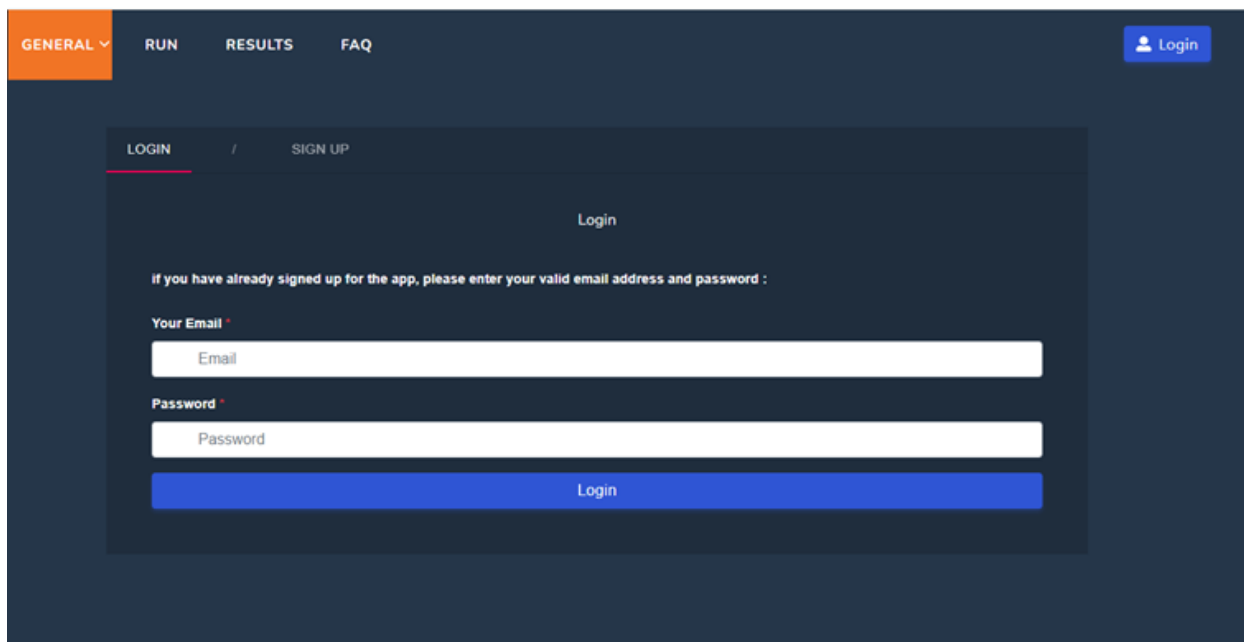 GENERAL RUN RESULTS FAQ Login
LOGIN / SIGN UP
Login
if you have already signed up for the app, please enter your valid email address and password :
Your Email *
Email
Password *
Password
Login